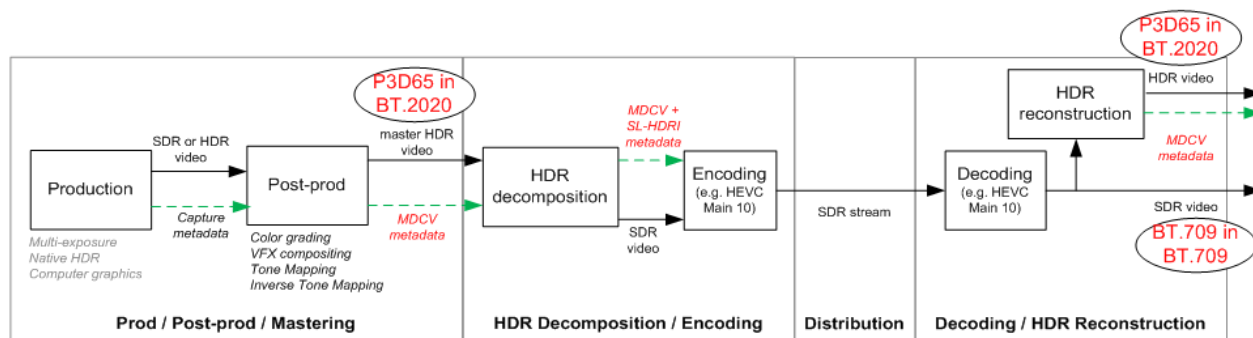 P3D65 in
BT.2020
SDR or HDR
video
Production
Capture
metadata
Multi-exposure
Native HDR
Computer graphics
Post-prod
Color grading
VFX compositing
Tone Mapping
Inverse Tone Mapping
master HDR
video
MDCV
metadata
Prod / Post-prod / Mastering
HDR
decomposition
MDCV +
SL-HDRI
metadata
SDR
video
Encoding
(e.g. HEVC
Main 10)
HDR Decomposition / Encoding
SDR stream
Distribution
Decoding
(e.g. HEVC
Main 10)
HDR
reconstruction
P3D65 in
BT.2020
HDR video
MDCV
metadata
SDR video
BT.709 in
BT.709
Decoding / HDR Reconstruction